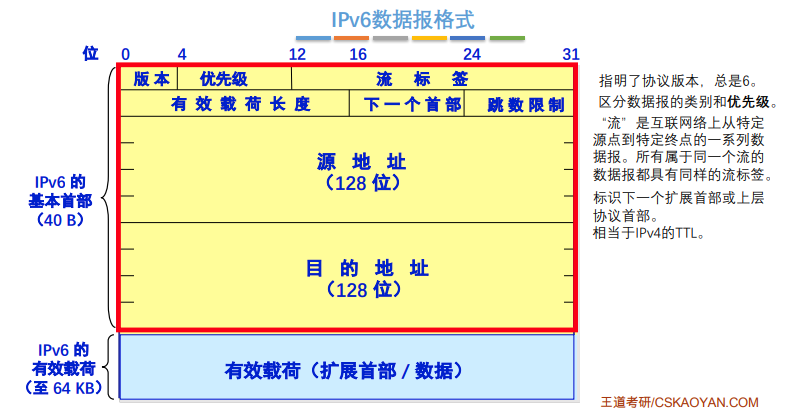 IPv6数据报格式
位 0 4 12 16 24 31
版本 优先级 流标签
有效载荷长度 下一个首部 跳数限制
源地址
（128 位）
目的地址
（128 位）
IPv6 的
基本首部
（40 B）
IPv6 的
有效载荷
（至 64 KB）
有效载荷（扩展首部 / 数据）
指明了协议版本，总是6。
区分数据报的类别和优先级。
“流”是互联网络上从特定
源点到特定终点的一系列数
据报。所有属于同一个流的
数据报都具有同样的流标签。
标识下一个扩展首部或上层
协议首部。
相当于IPv4的TTL。
王道考研/CSKAOYAN.COM